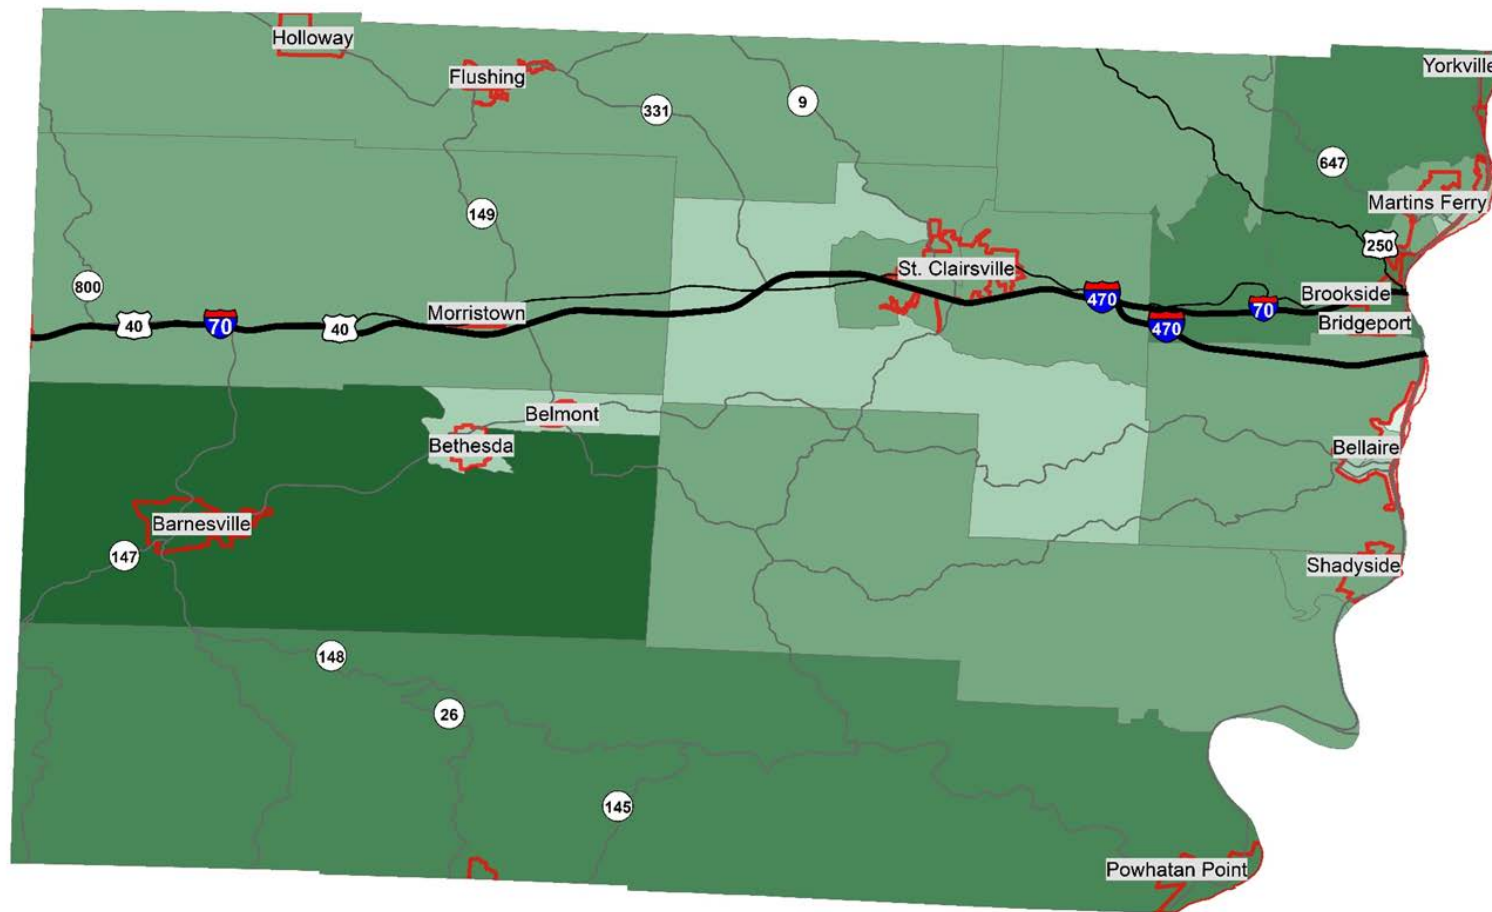 Holloway
Yorkville
Flushing
9
331
647
Martins Ferry
149
250
St. Clairsville
800
Brookside
470
70
Morristown
40
70
40
Bridgeport
470
Belmont
Bethesda
Bellaire
Barnesville
147
Shadyside
148
26
145
Powhatan Point